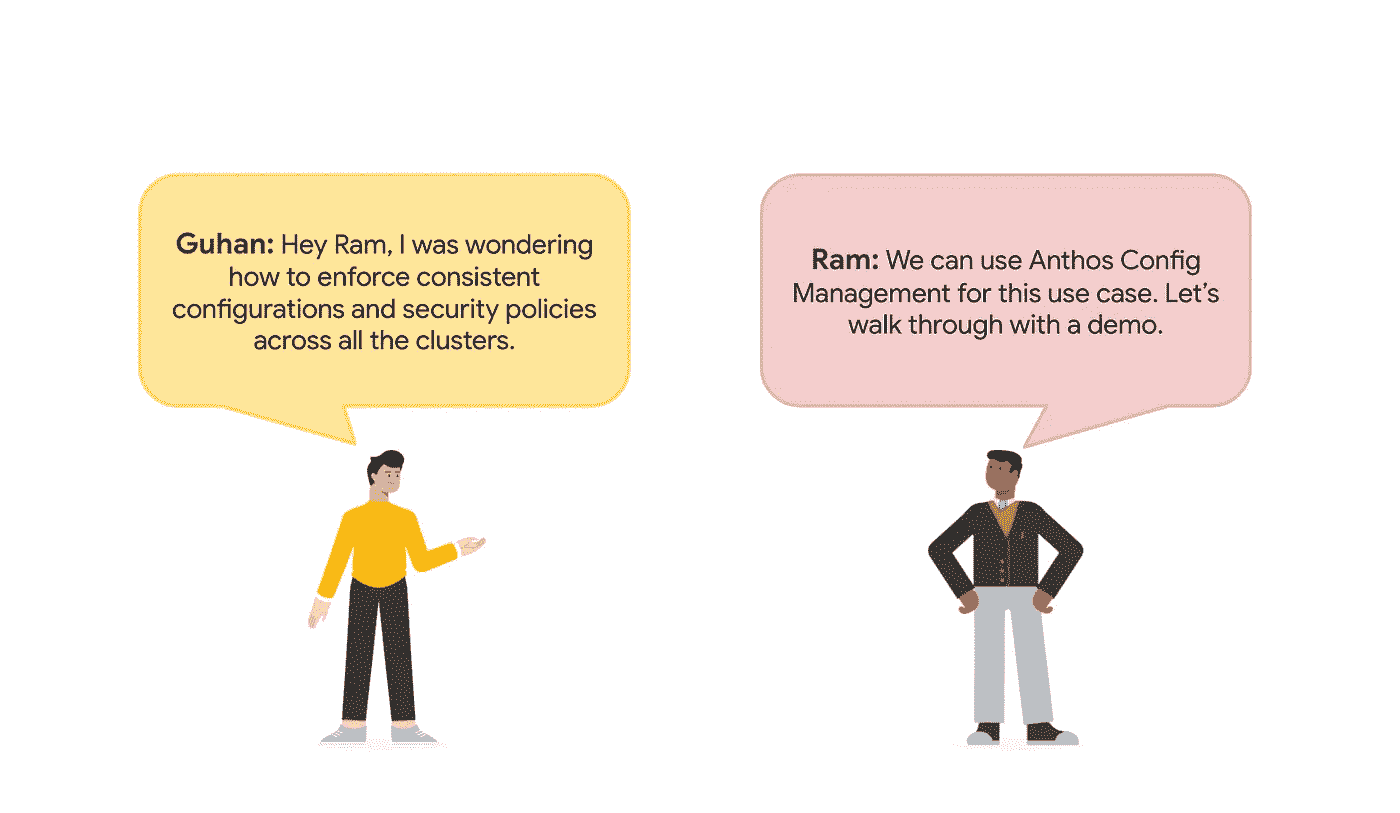 Guhan: Hey Ram, I was wondering
how to enforce consistent
configurations and security policies
across all the clusters.
Ram: We can use Anthos Config
Management for this use case. Let’s
walk through with a demo.